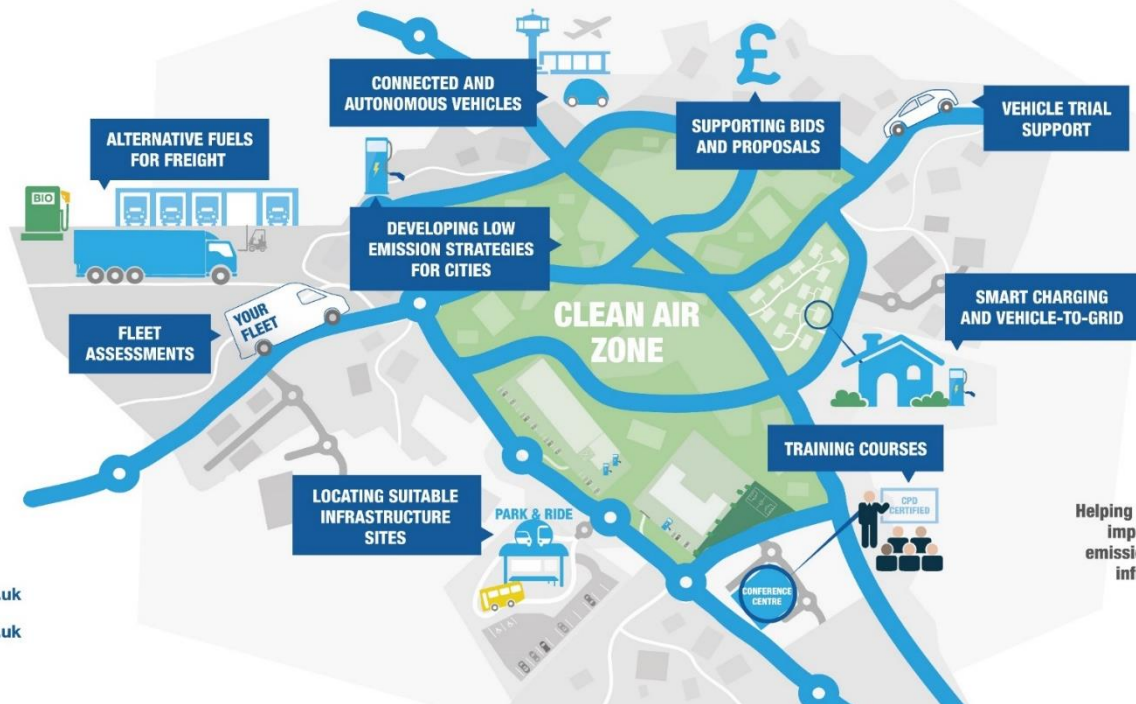 CONNECTED AND
AUTONOMOUS VEHICLES
£
SUPPORTING BIDS
AND PROPOSALS
VEHICLE TRIAL
SUPPORT
ALTERNATIVE FUELS
FOR FREIGHT
BIO
DEVELOPING LOW
EMISSION STRATEGIES
FOR CITIES
YOUR
FLEET
FLEET
ASSESSMENTS
CLEAN AIR
ZONE
SMART CHARGING
AND VEHICLE-TO-GRID
TRAINING COURSES
CPD
CERTIFIED
LOCATING SUITABLE
INFRASTRUCTURE
SITES
PARK & RIDE
CONFERENCE
CENTRE
Helping
imp
emissio
inf
.uk
.uk